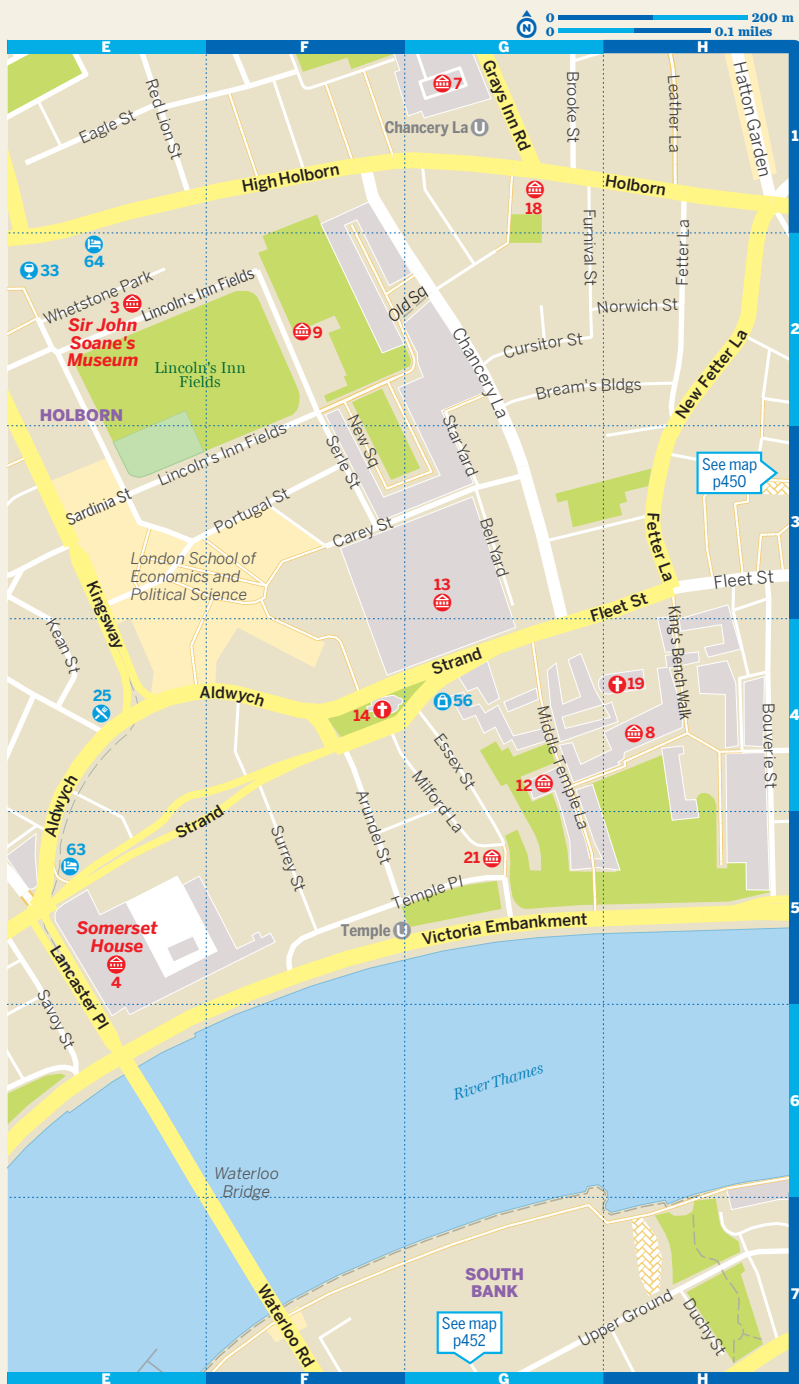 N
0
200 m
0
0.1 miles
E
F
G
H
Eagle St
Red Lion St
7
Chancery La
U
Grays Inn Rd
Brooke St
Leather La
Hatton Garden
1
High Holborn
18
Holborn
Furnival St
Fetter La
33
64
Whetstone Park
3
Sir John
Soane's
Museum
Lincoln's Inn Fields
Lincoln's Inn
Fields
9
Old Sq
Chancery La
Norwich St
Cursitor St
Bream's Bldgs
New Fetter La
2
HOLBORN
Lincoln's Inn Fields
Serle St
New Sq
Star Yard
See map
p450
Sardinia St
Portugal St
Carey St
Bell Yard
Fetter La
3
London School of
Economics and
Political Science
13
Kingsway
Kean St
Fleet St
Fleet St
Strand
King's Bench Walk
25
Aldwych
14
56
19
8
4
Essex St
Middle Temple La
Bouverie St
12
Milford La
Aldwych
Strand
63
Surrey St
Arundel St
21
Temple Pl
5
Somerset
House
4
Temple
U
Victoria Embankment
Lancaster Pl
Savoy St
River Thames
6
Waterloo
Bridge
SOUTH
BANK
7
Waterloo Rd
See map
p452
Upper Ground
Duchy St
E
F
G
H